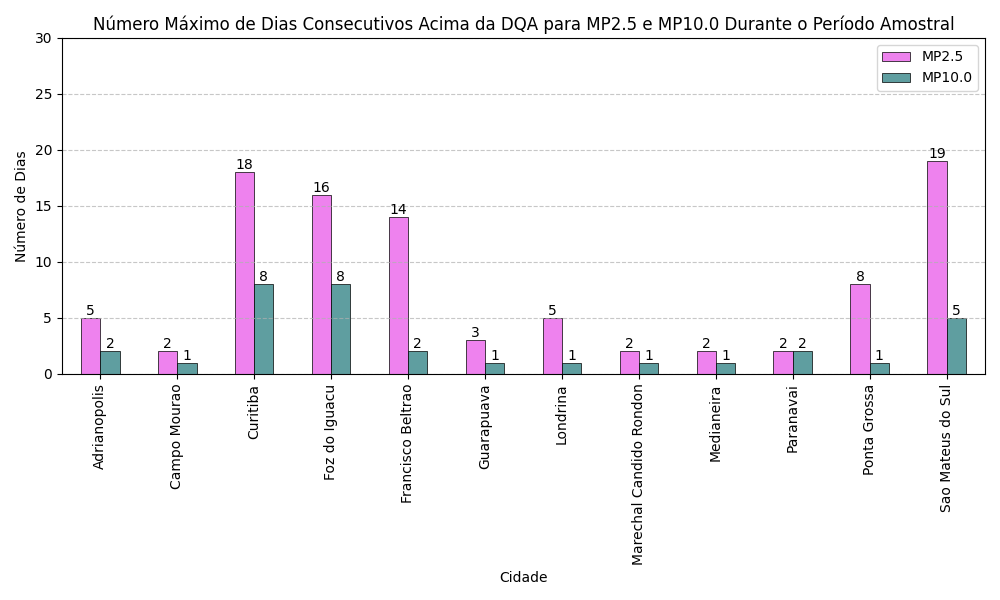 Número Máximo de Dias Consecutivos Acima da DQA para MP2.5 e MP10.0 Durante o Período Amostral
MP2.5
MP10.0
Número de Dias
30
25
20
15
10
5
0
5
2
2
1
18
8
16
8
14
2
3
1
5
1
2
1
2
1
2
2
8
1
19
5
Adrianopolis
Campo Mourao
Curitiba
Foz do Iguacu
Francisco Beltrao
Guarapuava
Londrina
Marechal Candido Rondon
Medianeira
Paranavai
Ponta Grossa
Sao Mateus do Sul
Cidade